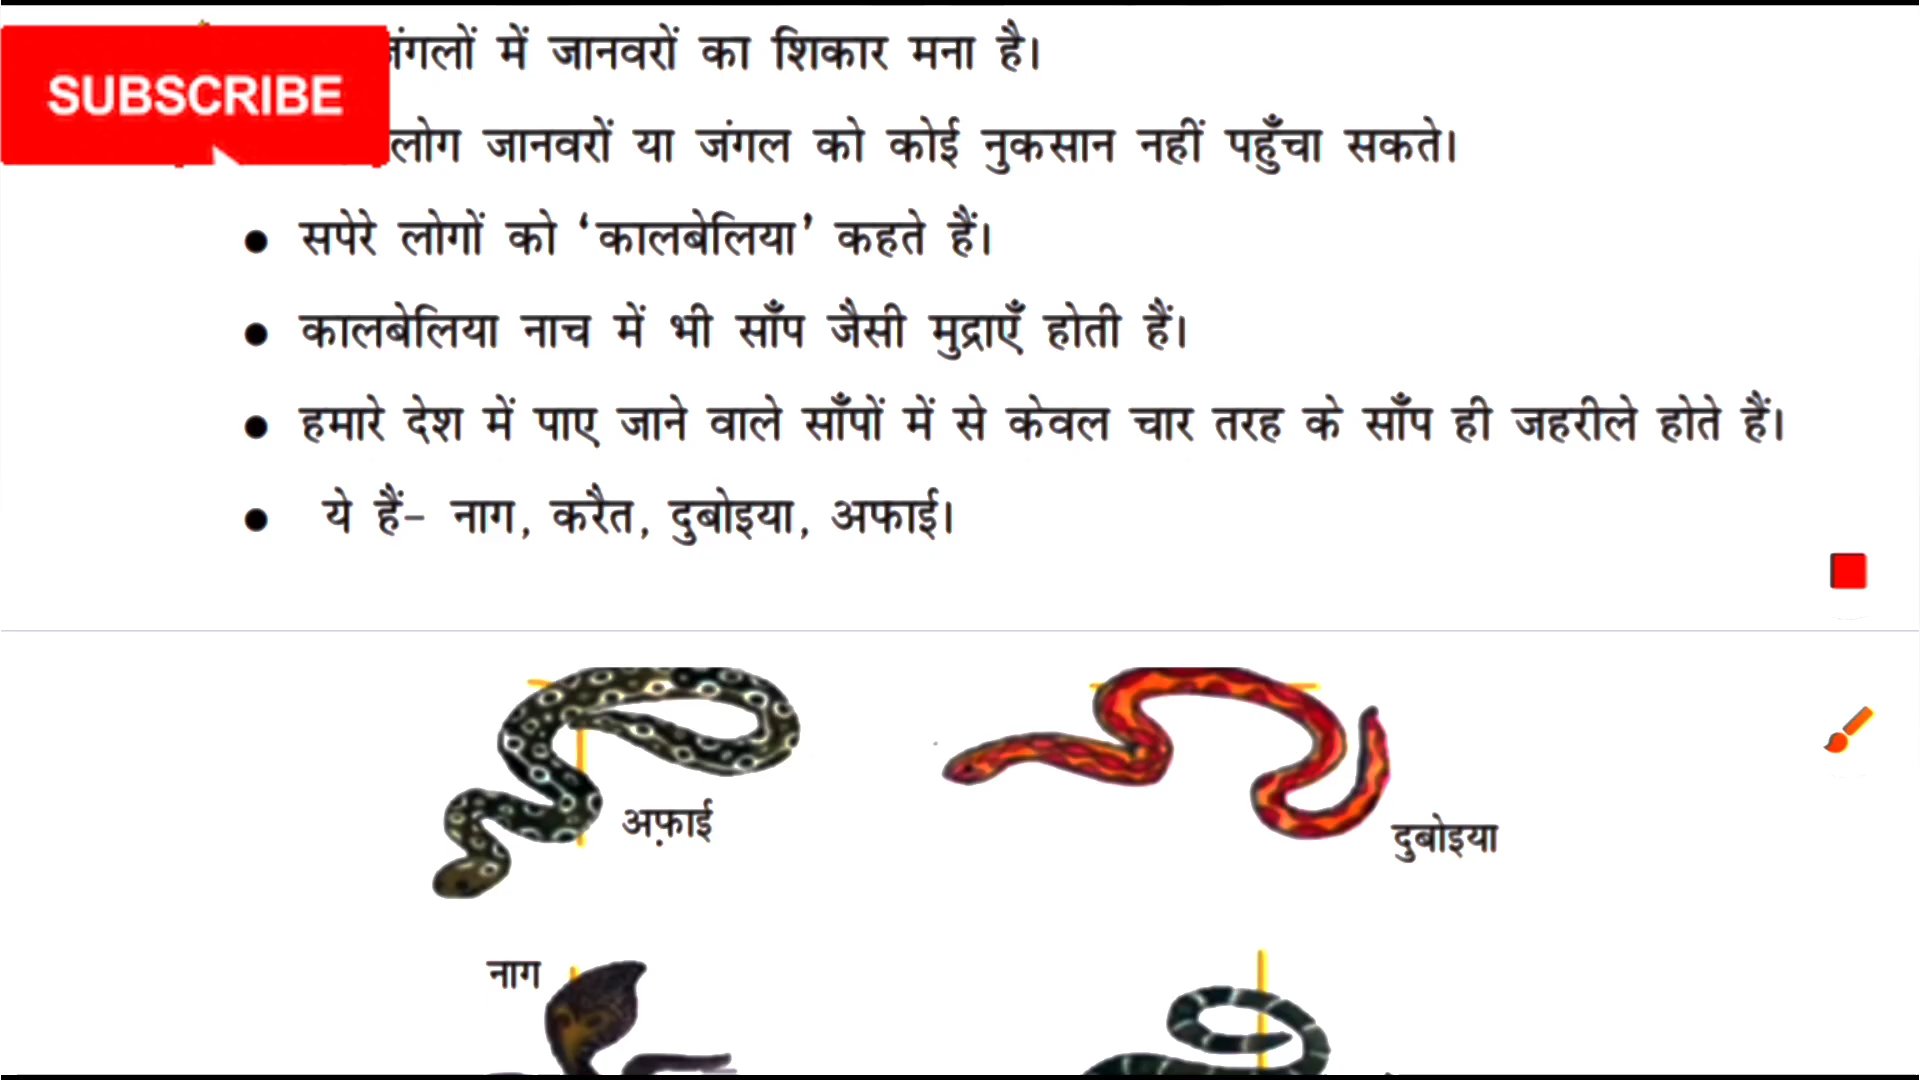 SUBSCRIBE
जंगलों में जानवरों का शिकार मना है।
लोग जानवरों या जंगल को कोई नुकसान नहीं पहुँचा सकते।
● सपेरे लोगों को ‘कालबेलिया’ कहते हैं।
● कालबेलिया नाच में भी साँप जैसी मुद्राएँ होती हैं।
● हमारे देश में पाए जाने वाले साँपों में से केवल चार तरह के साँप ही जहरीले होते हैं।
● ये हैं– नाग, करैत, दुबोइया, अफाई।
अफ़ाई
दुबोइया
नाग